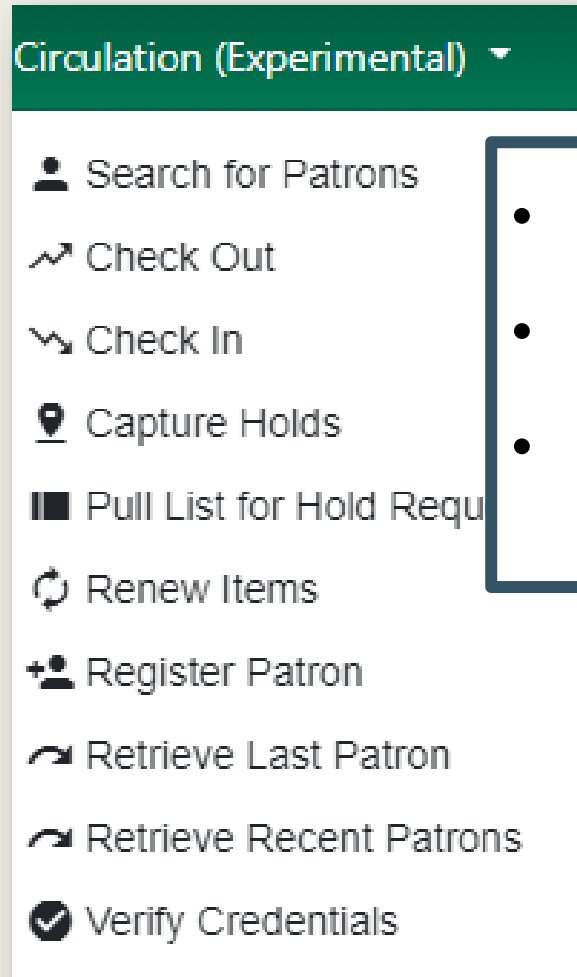 Circulation (Experimental)
Search for Patrons
Check Out
Check In
Capture Holds
Pull List for Hold Requ
Renew Items
Register Patron
Retrieve Last Patron
Retrieve Recent Patrons
Verify Credentials